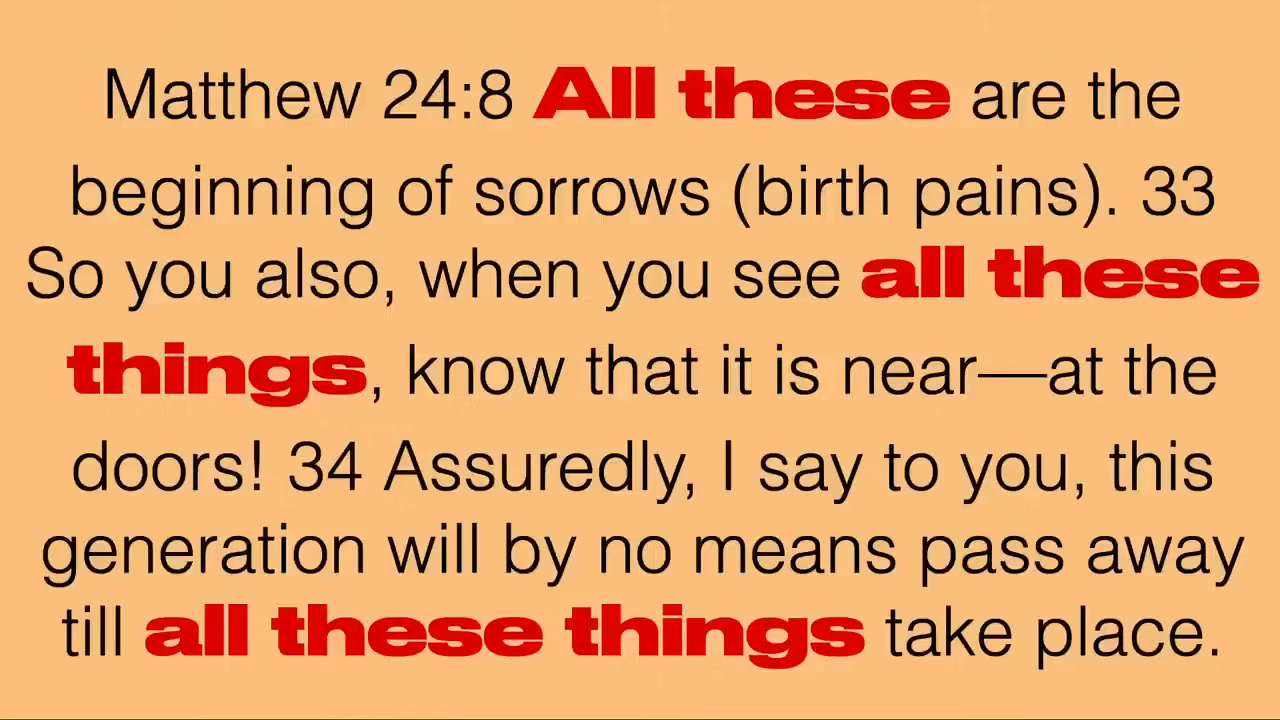 Matthew 24:8 All these are the
beginning of sorrows (birth pains). 33
So you also, when you see all these
things, know that it is near—at the
doors! 34 Assuredly, I say to you, this
generation will by no means pass away
till all these things take place.